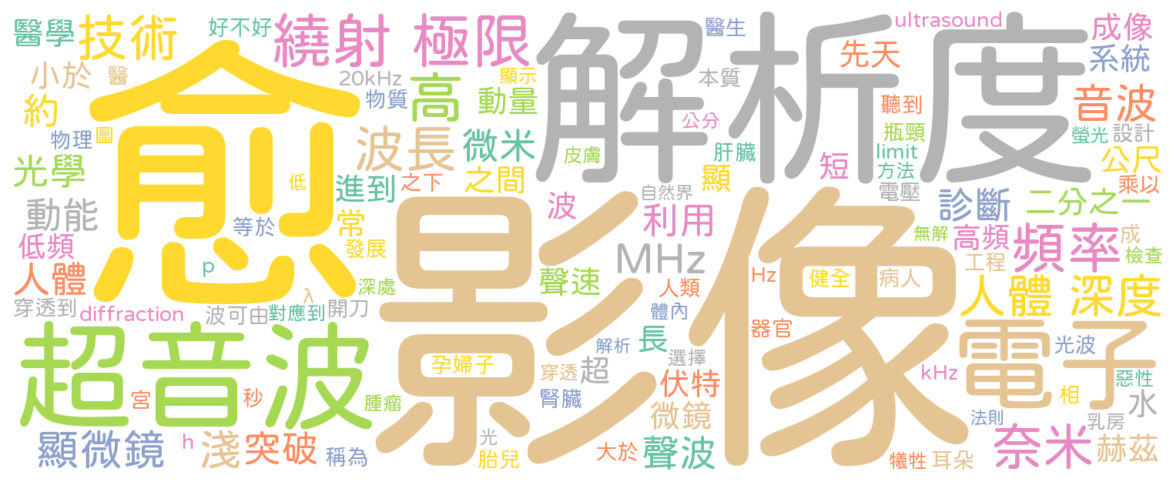 醫學 技術 好不好 繞射 極限 解析度 醫生 ultrasound 成像
小於 醫 20kHz 顯示 本質 先天 系統
約 愈 物質 高 動量 公分 聽到 音波
物理 圖 波長 微米 皮膚 肝臟 短 瓶頸 limit 螢光 設計
光學 低 進到 之下 之間 顯 自然界 電壓 方法 公尺 乘以
動能 等於 常 影像 波 利用 診斷 二分之一
低頻 發展 MHz 無解 高頻 頻率 成
人體 p 深處 聲速 Hz 人類 健全 病人 工程 檢查
穿透到 diffraction λ 波可由 對應到 開刀 體內 器官 人體 深度
超音波 孕婦子 解析 長 選擇 電子 光波
宮 秒 腫瘤 穿透 超 腎臟 伏特 kHz 相 惡性
顯微鏡 h 淺 突破 稱為 光 胎兒 微鏡 大於 聲波 法則 乳房 水
犧牲 耳朵 奈米 赫茲